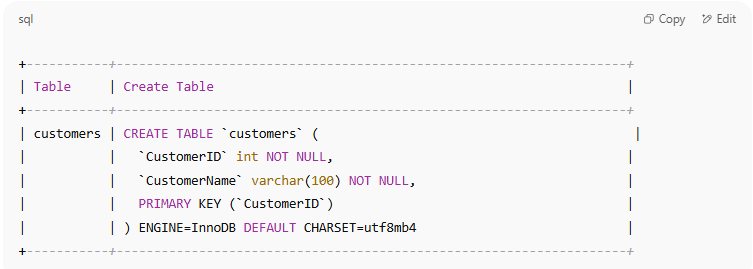 sql Copy Edit
+-----------+------------------------------------------------------------------+
| Table     | Create Table                                                     |
+-----------+------------------------------------------------------------------+
| customers | CREATE TABLE `customers` (                                        |
|           |   `CustomerID` int NOT NULL,                                     |
|           |   `CustomerName` varchar(100) NOT NULL,                          |
|           |   PRIMARY KEY (`CustomerID`)                                     |
|           | ) ENGINE=InnoDB DEFAULT CHARSET=utf8mb4                          |
+-----------+------------------------------------------------------------------+